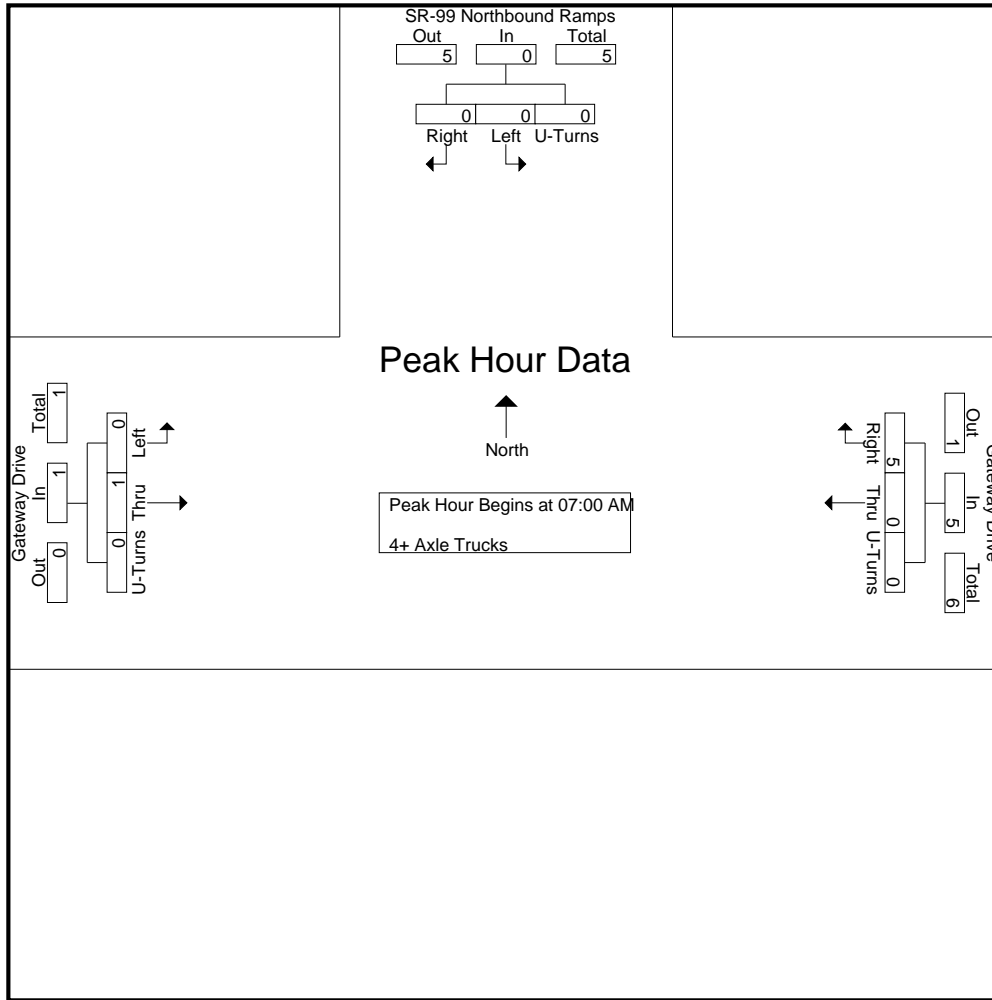 SR-99 Northbound Ramps
Out In Total
5 0 5
0 0 0
Right Left U-Turns
Peak Hour Data
North
Peak Hour Begins at 07:00 AM
4+ Axle Trucks
Gateway Drive
Out In Total
0 1 1
0 1 0
U-Turns Thru Left
Gateway Drive
Out In Total
1 5 6
5 0 0
Right Thru U-Turns